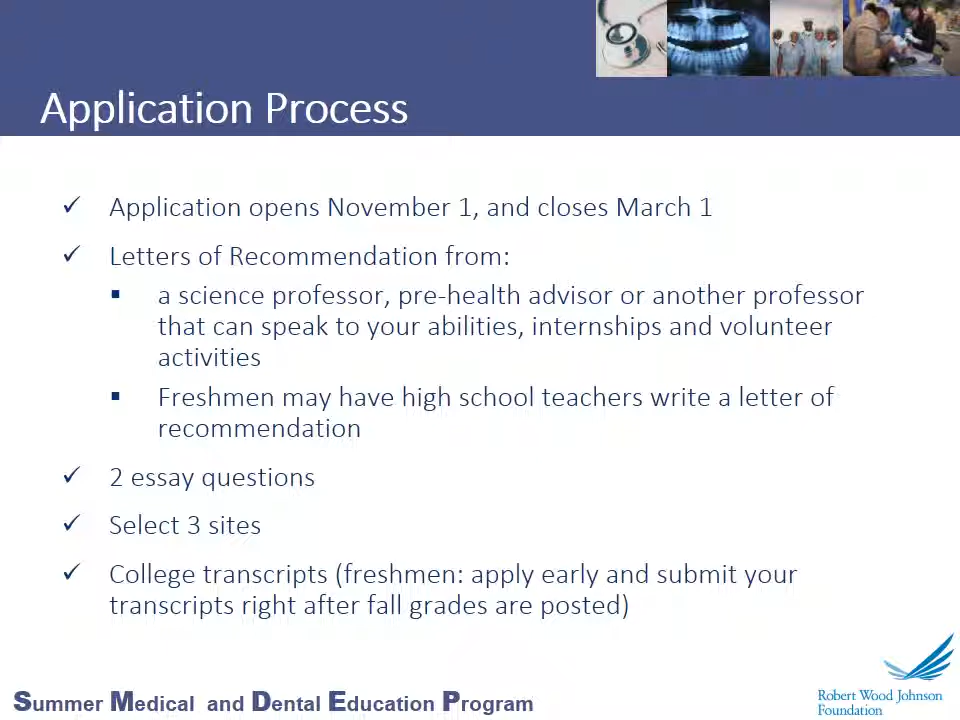 Application Process
✓ Application opens November 1, and closes March 1
✓ Letters of Recommendation from:
▪ a science professor, pre-health advisor or another professor
that can speak to your abilities, internships and volunteer
activities
▪ Freshmen may have high school teachers write a letter of
recommendation
✓ 2 essay questions
✓ Select 3 sites
✓ College transcripts (freshmen: apply early and submit your
transcripts right after fall grades are posted)
Summer Medical and Dental Education Program
Robert Wood Johnson
Foundation